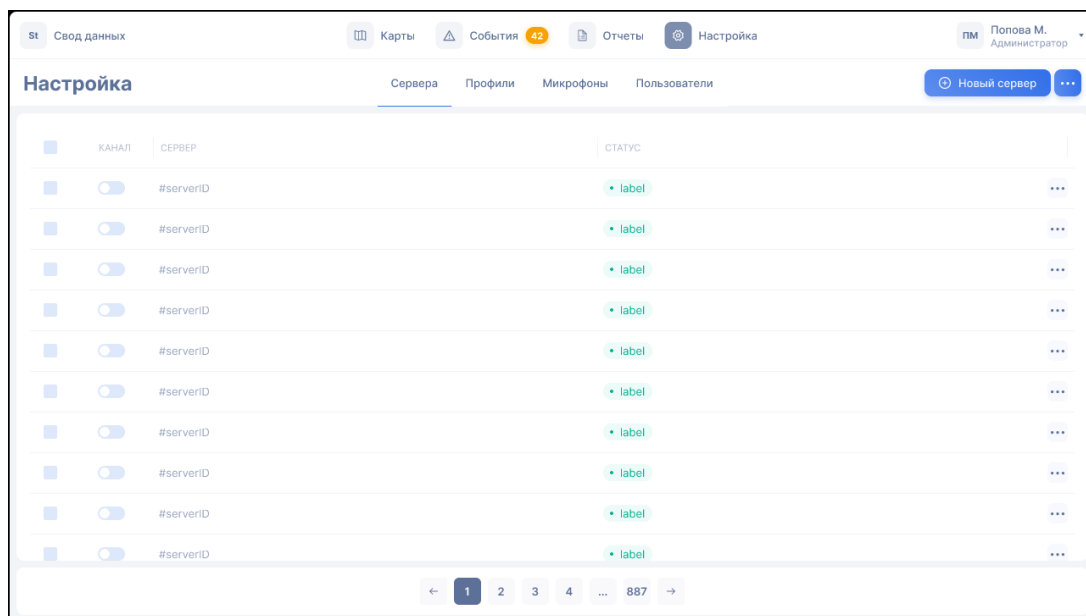 St Свод данных Карты События 42 Отчеты Настройка ПМ Попова М.
Администратор
Настройка Сервера Профили Микрофоны Пользователи Новый сервер
КАНАЛ СЕРВЕР СТАТУС
#serverID label
#serverID label
#serverID label
#serverID label
#serverID label
#serverID label
#serverID label
#serverID label
#serverID label
#serverID label
← 1 2 3 4 ... 887 →